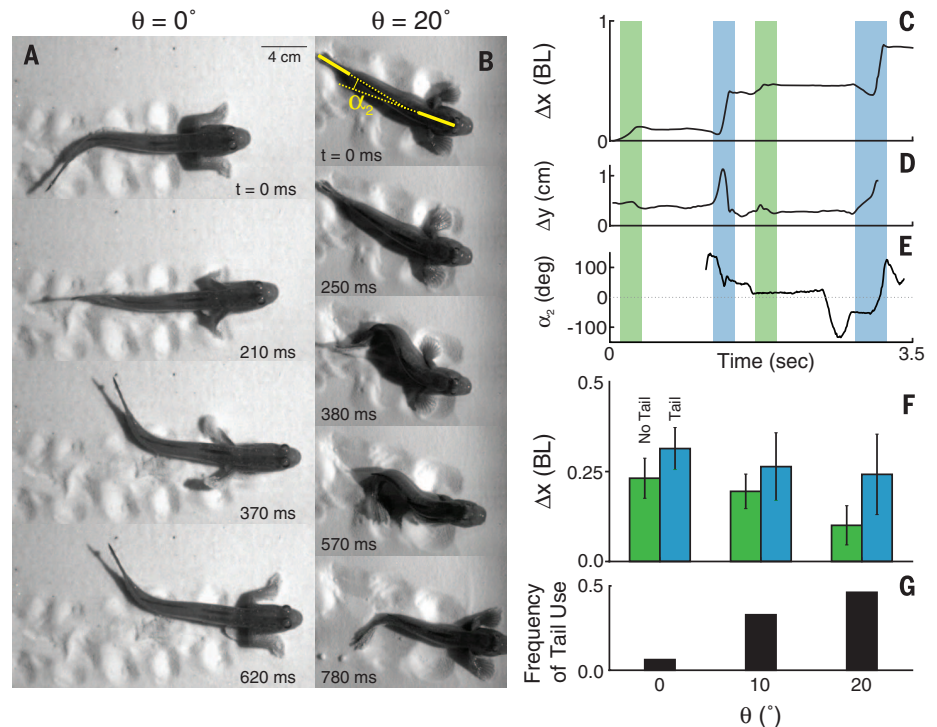 θ = 0°
θ = 20°
A
4 cm
t = 0 ms
210 ms
370 ms
620 ms
B
α2
t = 0 ms
250 ms
380 ms
570 ms
780 ms
C
1
Δx (BL)
0
D
1
Δy (cm)
0
E
100
α2 (deg)
0
-100
0
Time (sec)
3.5
F
0.5
No Tail
Tail
Δx (BL)
0.25
0.0
G
0.5
Frequency
of Tail Use
0.0
0
10
20
θ (°)